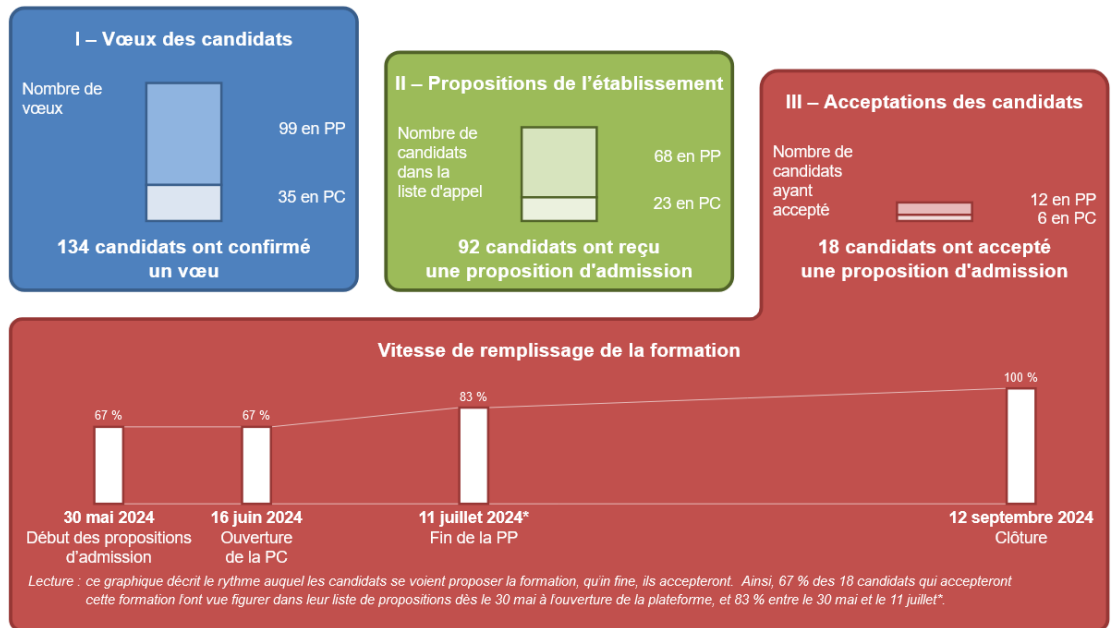 I – Vœux des candidats
Nombre de
vœux
99 en PP
35 en PC
134 candidats ont confirmé
un vœu
II – Propositions de l'établissement
Nombre de
candidats
dans la
liste d'appel
68 en PP
23 en PC
92 candidats ont reçu
une proposition d'admission
III – Acceptations des candidats
Nombre de
candidats
ayant
accepté
12 en PP
6 en PC
18 candidats ont accepté
une proposition d'admission
Vitesse de remplissage de la formation
67 %
67 %
83 %
100 %
30 mai 2024
Début des propositions
d'admission
16 juin 2024
Ouverture
de la PC
11 juillet 2024*
Fin de la PP
12 septembre 2024
Clôture
Lecture : ce graphique décrit le rythme auquel les candidats se voient proposer la formation, qu'in fine, ils accepteront. Ainsi, 67 % des 18 candidats qui accepteront
cette formation l'ont vue figurer dans leur liste de propositions dès le 30 mai à l'ouverture de la plateforme, et 83 % entre le 30 mai et le 11 juillet*.